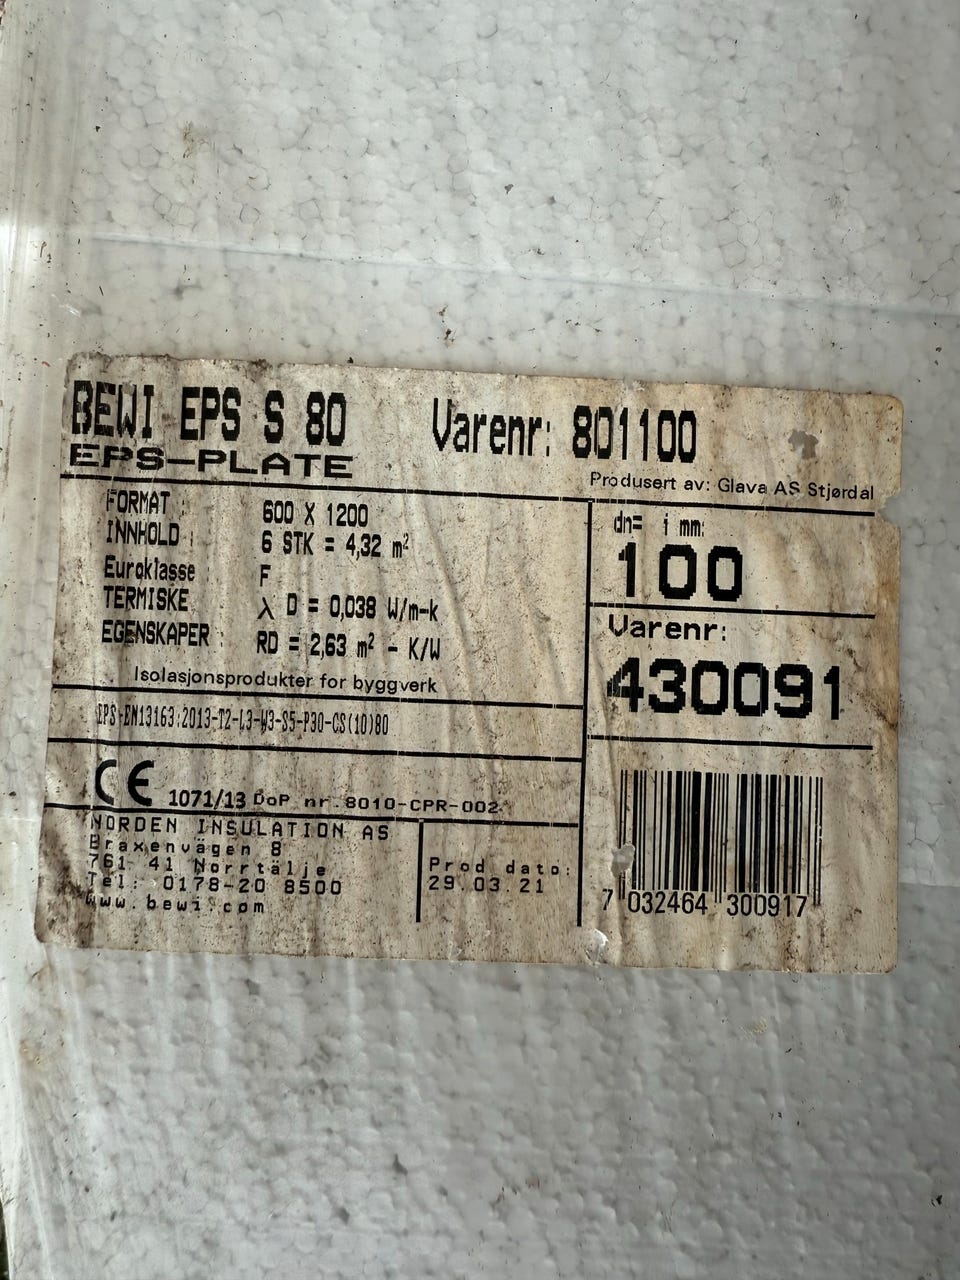 BEWI EPS S 80 Varenr: 801100
EPS-PLATE
Produsert av: Glava AS Stjørdal
FORMAT : 600 X 1200
INNHOLD : 6 STK = 4,32 m²
Euroklasse : F
TERMISKE λ D = 0,038 W/m-k
EGENSKAPER : RD = 2,63 m² - K/W
Isolasjonsprodukter for byggverk
dn= i mm:
100
Varenr:
430091
EPS-EN13163:2013-T2-L3-W3-S5-P30-CS(10)80
CE 1071/13 DoP nr.8010-CPR-002
NORDEN INSULATION AS
Braxenvägen 8
761 41 Norrtälje
Tel: 0178-20 8500
www.bewi.com
Prod dato:
29.03.21
7 032464 300917